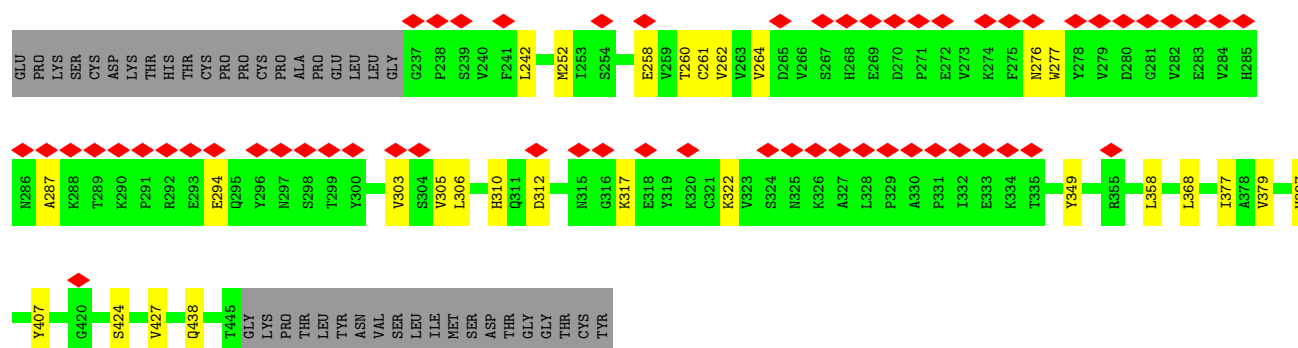 GLU PRO LYS SER CYS ASP LYS THR HIS THR CYS PRO PRO CYS PRO ALA PRO GLU LEU LEU GLY G237 P238 S239 V240 F241 L242 M252 I253 S254 E258 V259 T260 C261 V262 V263 V264 D265 V266 S267 H268 E269 D270 P271 E272 V273 K274 F275 N276 W277 Y278 V279 D280 G281 V282 E283 V284 H285
N286 A287 K288 T289 K290 P291 R292 E293 E294 Q295 Y296 N297 S298 T299 Y300 V303 S304 V305 L306 H310 Q311 D312 N315 G316 K317 E318 Y319 K320 C321 K322 V323 S324 N325 K326 A327 L328 P329 A330 P331 I332 E333 K334 T335 Y349 R355 L358 L368 I377 A378 V379
Y407 G420 S424 V427 Q438 T445 GLY LYS PRO THR LEU TYR ASN VAL SER LEU ILE MET SER ASP THR GLY GLY THR CYS TYR